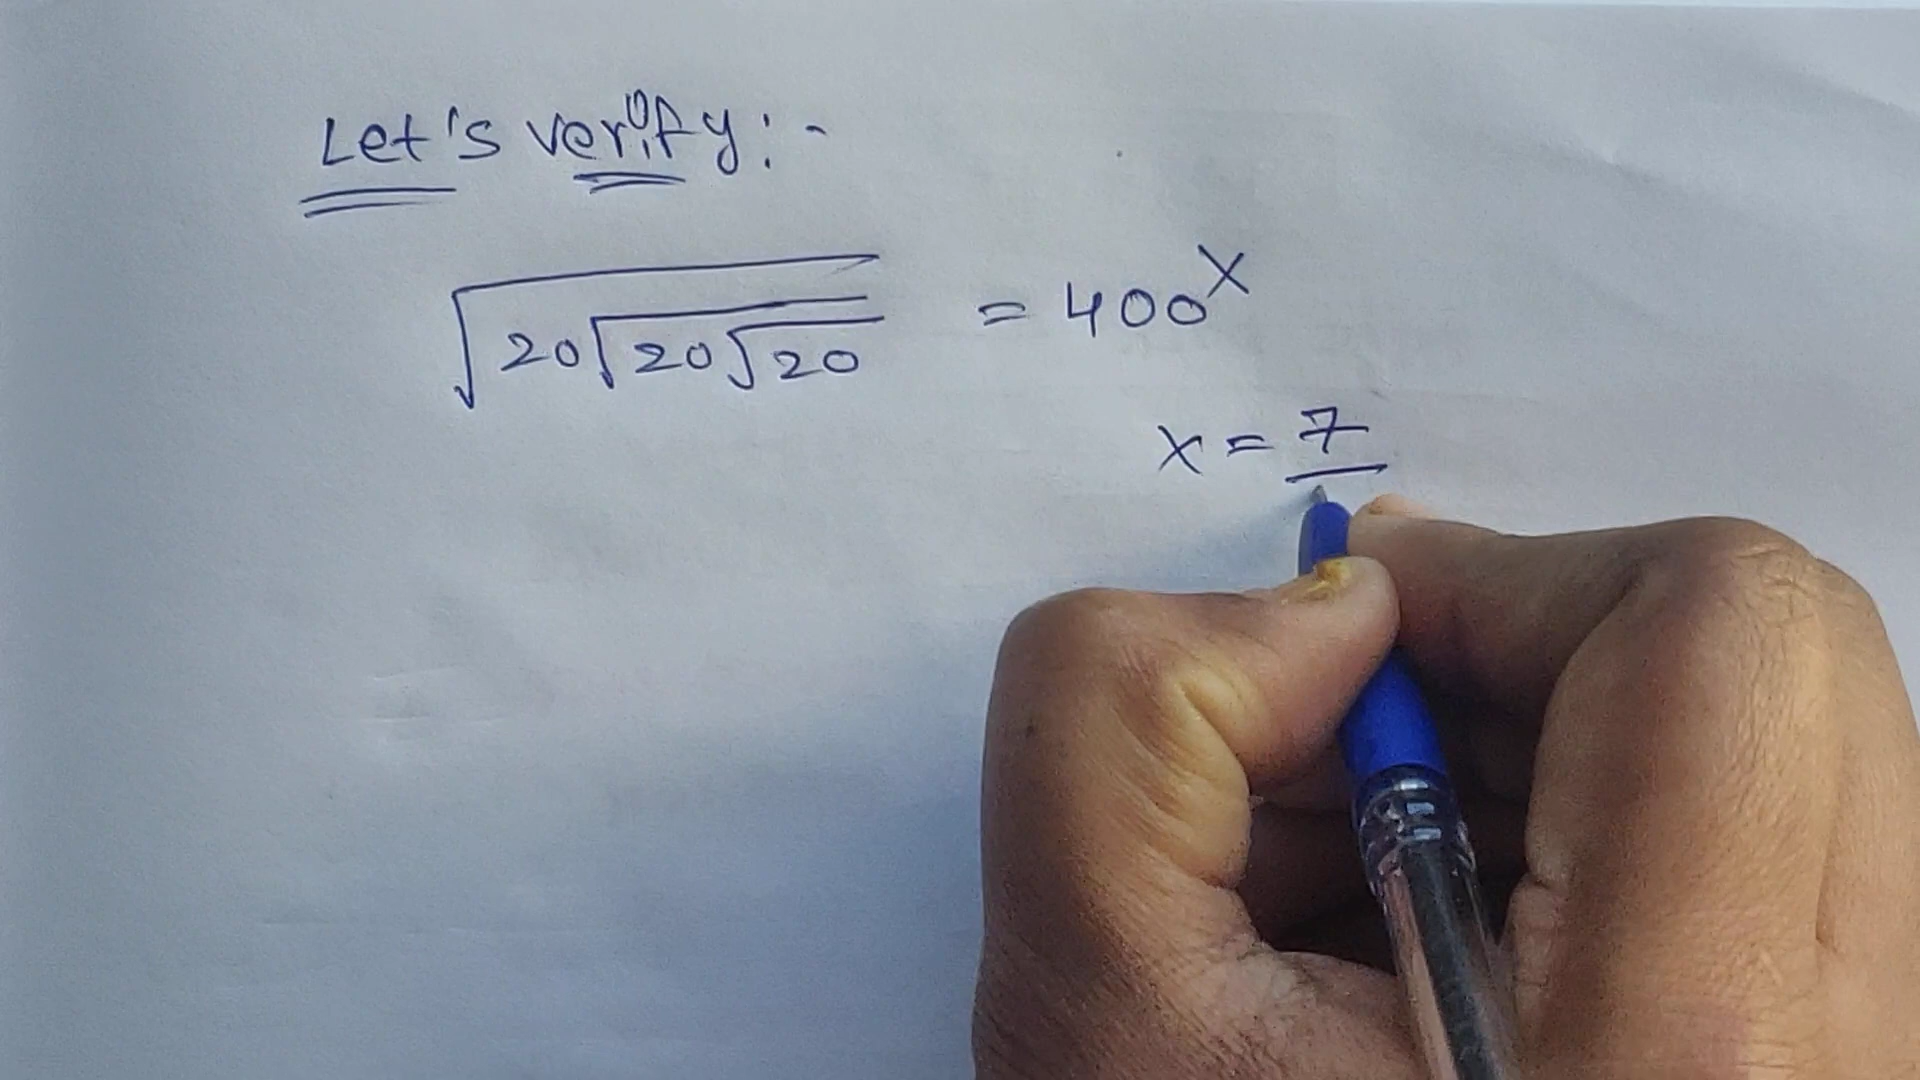 Let's verify:-
√20√20√20 = 400^x
x = 7/